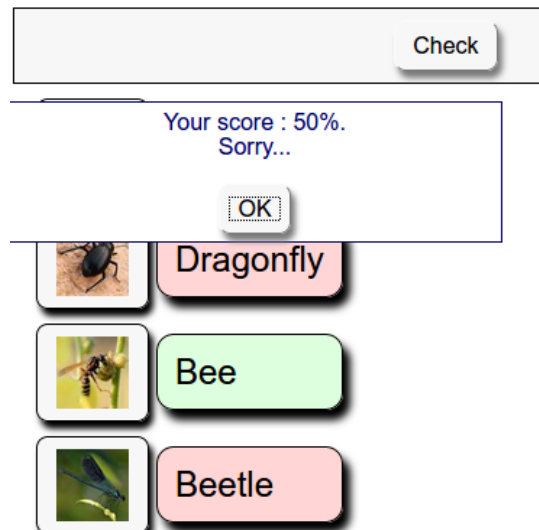 Check
Your score : 50%.
Sorry...
OK
Dragonfly
Bee
Beetle